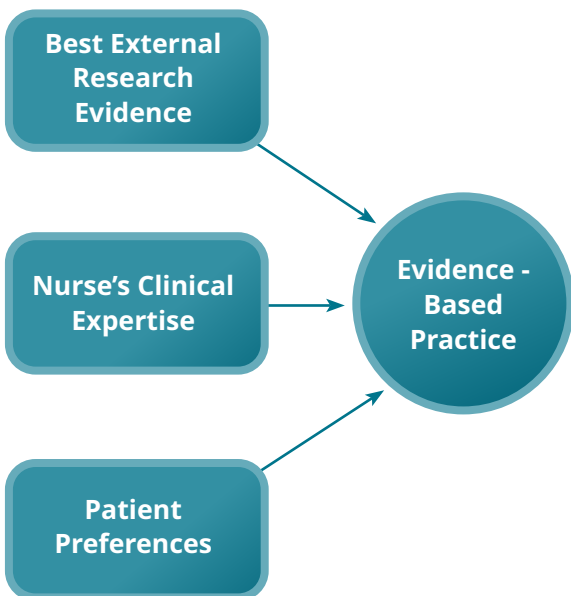 Best External
Research
Evidence
Nurse’s Clinical
Expertise
Evidence -
Based
Practice
Patient
Preferences